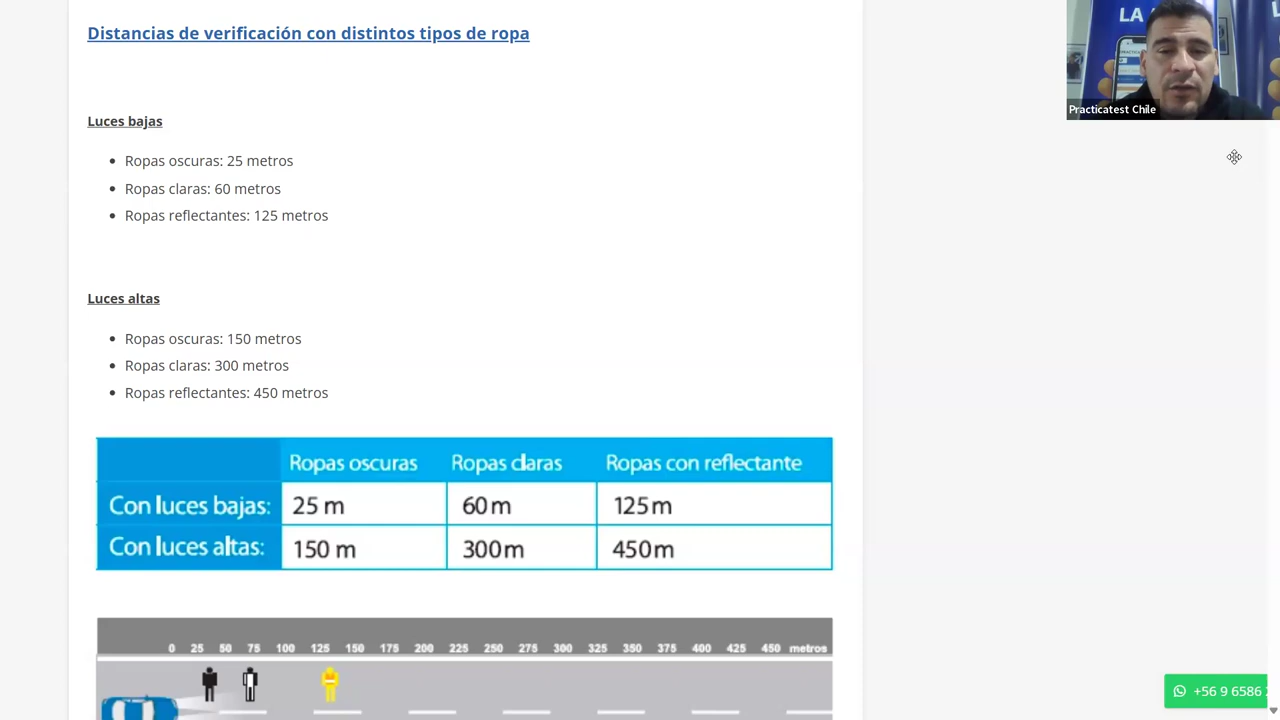 Distancias de verificación con distintos tipos de ropa
LA
Practicatest Chile
Luces bajas
Ropas oscuras: 25 metros
Ropas claras: 60 metros
Ropas reflectantes: 125 metros
Luces altas
Ropas oscuras: 150 metros
Ropas claras: 300 metros
Ropas reflectantes: 450 metros
Ropas oscuras Ropas claras Ropas con reflectante
Con luces bajas: 25 m 60 m 125 m
Con luces altas: 150 m 300 m 450 m
0 25 50 75 100 125 150 175 200 225 250 275 300 325 350 375 400 425 450 metros
+56 9 6586